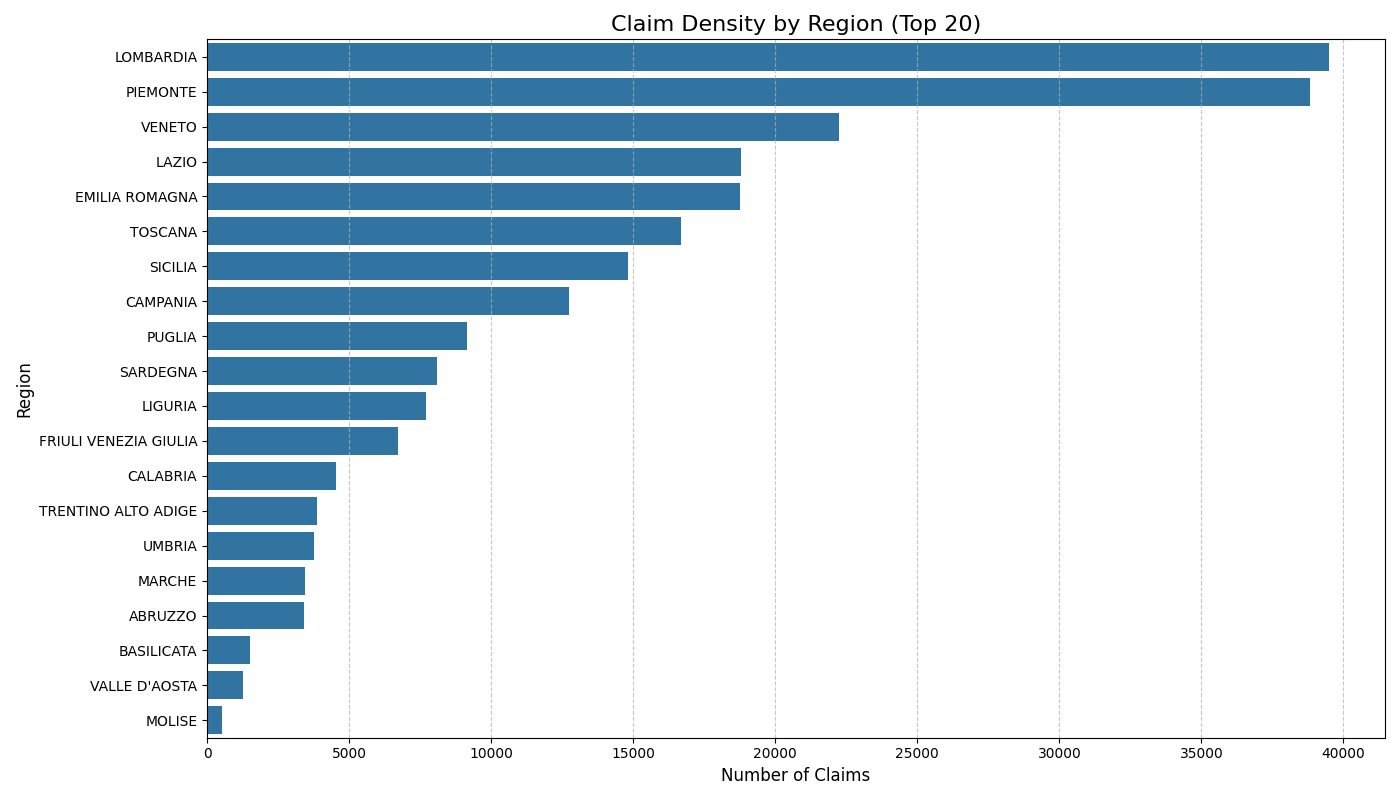 Claim Density by Region (Top 20)
LOMBARDIA
PIEMONTE
VENETO
LAZIO
EMILIA ROMAGNA
TOSCANA
SICILIA
CAMPANIA
PUGLIA
SARDEGNA
LIGURIA
FRIULI VENEZIA GIULIA
CALABRIA
TRENTINO ALTO ADIGE
UMBRIA
MARCHE
ABRUZZO
BASILICATA
VALLE D'AOSTA
MOLISE
Region
0 5000 10000 15000 20000 25000 30000 35000 40000
Number of Claims